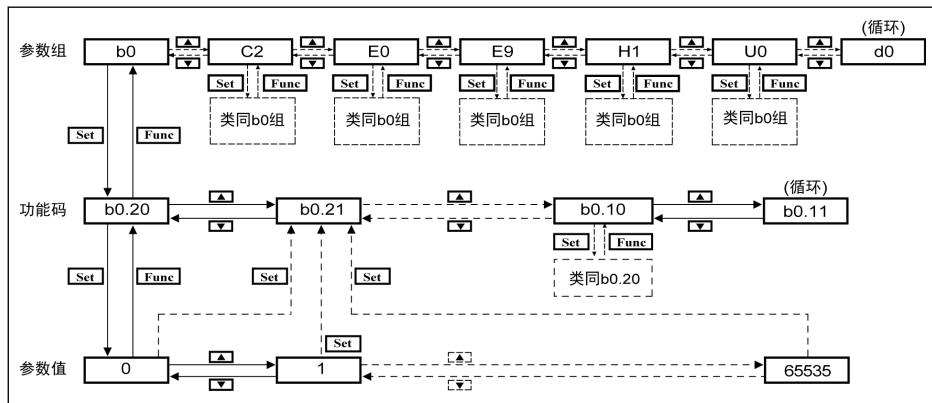 (循环)
参数组 b0 ▲ ▼ C2 ▲ ▼ E0 ▲ ▼ E9 ▲ ▼ H1 ▲ ▼ U0 ▲ ▼ d0
Set Func Set Func Set Func Set Func Set Func
类同b0组 类同b0组 类同b0组 类同b0组 类同b0组
Set Func
(循环)
功能码 b0.20 ▲ ▼ b0.21 ▲ ▼ b0.10 ▲ ▼ b0.11
Set Func
类同b0.20
Set Func Set Set
Set
参数值 0 ▲ ▼ 1 ▲ ▼ 65535